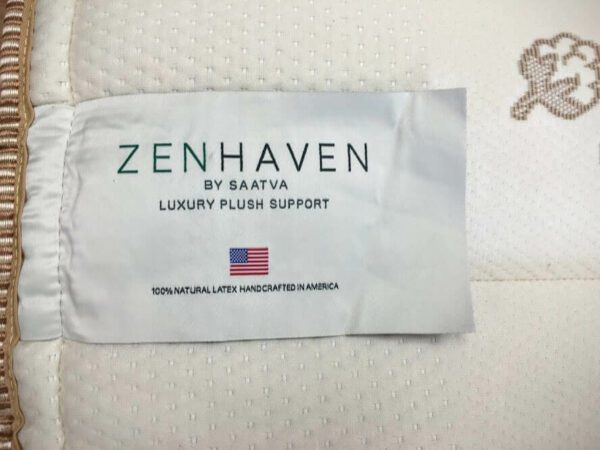 ZENHAVEN
BY SAATVA
LUXURY PLUSH SUPPORT
100% NATURAL LATEX HANDCRAFTED IN AMERICA